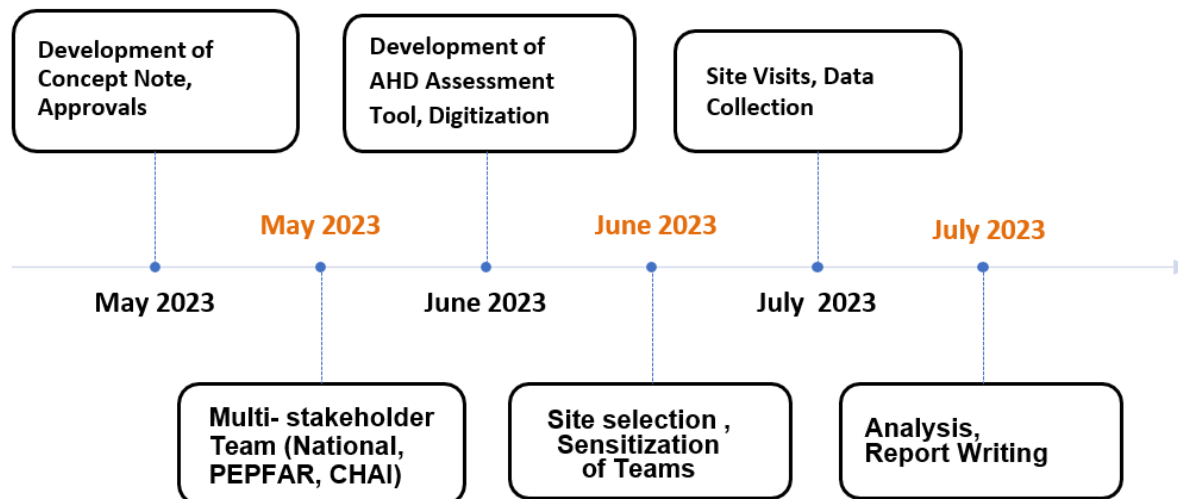 Development of
Concept Note,
Approvals
Development of
AHD Assessment
Tool, Digitization
Site Visits, Data
Collection
May 2023
June 2023
July 2023
May 2023
June 2023
July  2023
Multi- stakeholder
Team (National,
PEPFAR, CHAI)
Site selection ,
Sensitization
of Teams
Analysis,
Report Writing